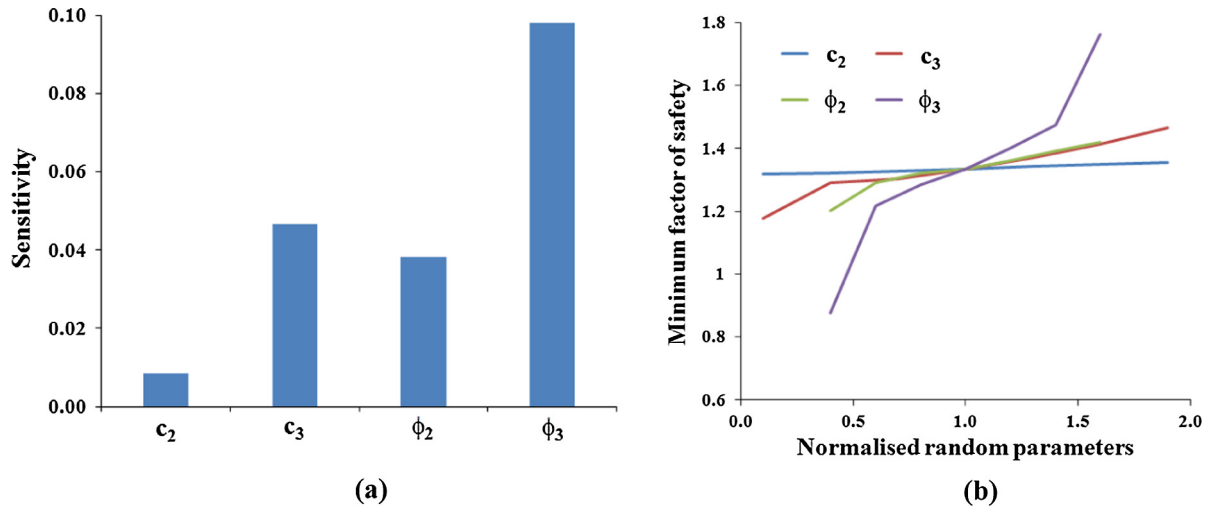 0.10
0.08
0.06
0.04
0.02
0.00
Sensitivity
c₂ c₃ ϕ₂ ϕ₃
(a)
1.8
1.6
1.4
1.2
1
0.8
0.6
Minimum factor of safety
c₂ c₃
ϕ₂ ϕ₃
0.0 0.5 1.0 1.5 2.0
Normalised random parameters
(b)